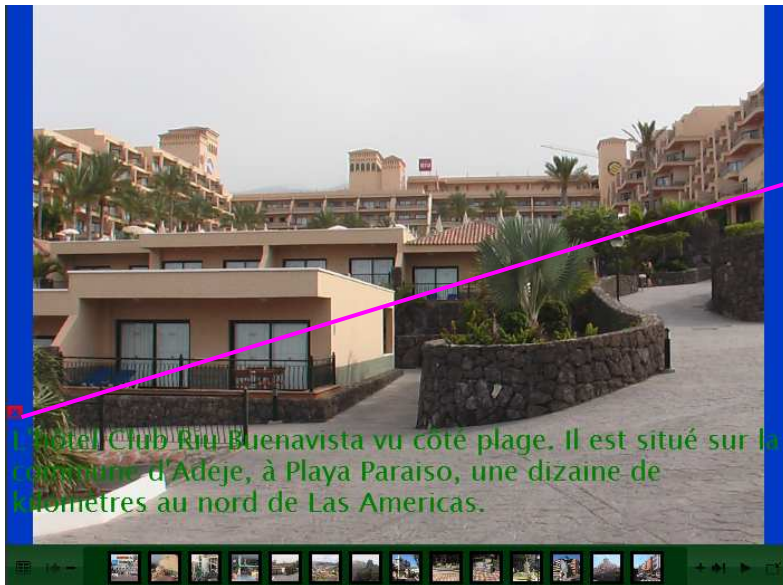 RIU
L'hôtel Club Riu Buenavista vu côté plage. Il est situé sur la
commune d'Adeje, à Playa Paraiso, une dizaine de
kilomètres au nord de Las Americas.